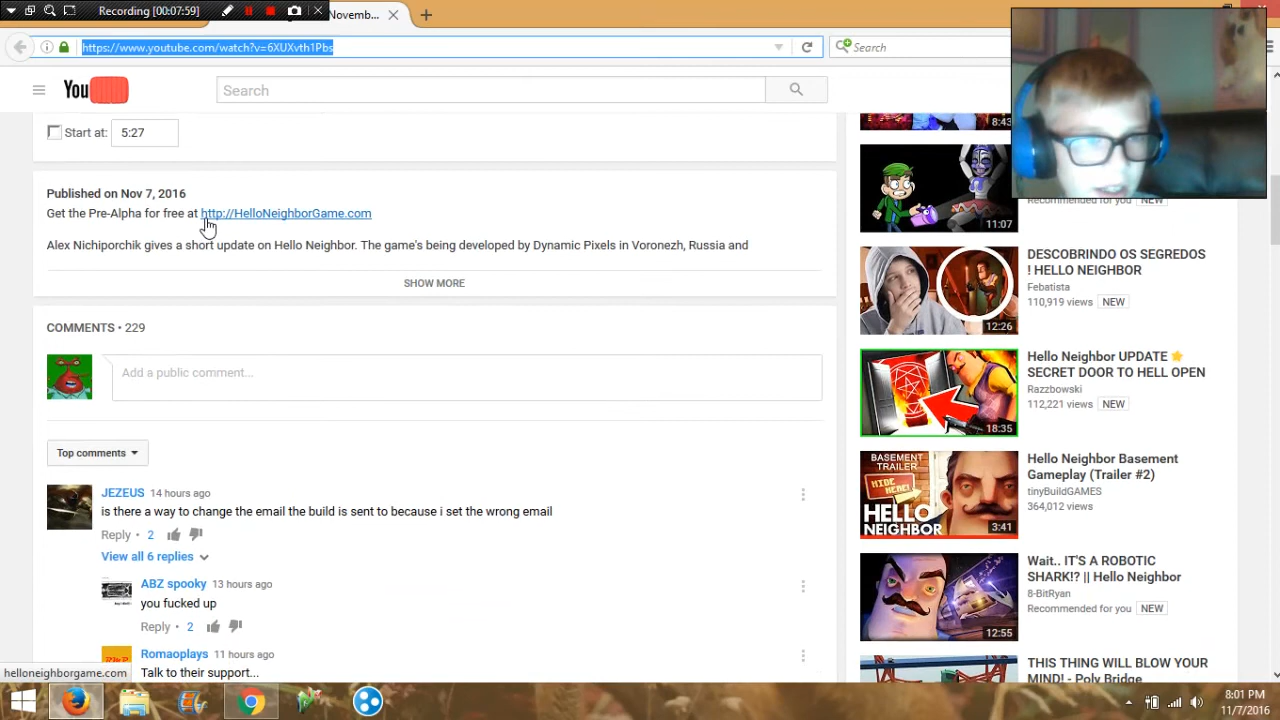 Recording [00:07:59]
Novemb...
https://www.youtube.com/watch?v=6XUXvth1Pbs
Search
You
Search
Start at: 5:27
Published on Nov 7, 2016
Get the Pre-Alpha for free at http://HelloNeighborGame.com
Alex Nichiporchik gives a short update on Hello Neighbor. The game's being developed by Dynamic Pixels in Voronezh, Russia and
SHOW MORE
COMMENTS • 229
Add a public comment...
Top comments
JEZEUS 14 hours ago
is there a way to change the email the build is sent to because i set the wrong email
Reply • 2
View all 6 replies
ABZ spooky 13 hours ago
you fucked up
Reply • 2
Romaoplays 11 hours ago
Talk to their support...
8:43
11:07
Recommended for you NEW
12:26
DESCOBRINDO OS SEGREDOS
! HELLO NEIGHBOR
Febatista
110,919 views NEW
18:35
Hello Neighbor UPDATE ⭐
SECRET DOOR TO HELL OPEN
Razzbowski
112,221 views NEW
BASEMENT
TRAILER
HIDE HERE!
HELLO
NEIGHBOR
3:41
Hello Neighbor Basement
Gameplay (Trailer #2)
tinyBuildGAMES
364,012 views
12:55
Wait.. IT'S A ROBOTIC
SHARK!? || Hello Neighbor
8-BitRyan
Recommended for you NEW
THIS THING WILL BLOW YOUR
MIND! - Poly Bridge
helloneighborgame.com
8:01 PM
11/7/2016